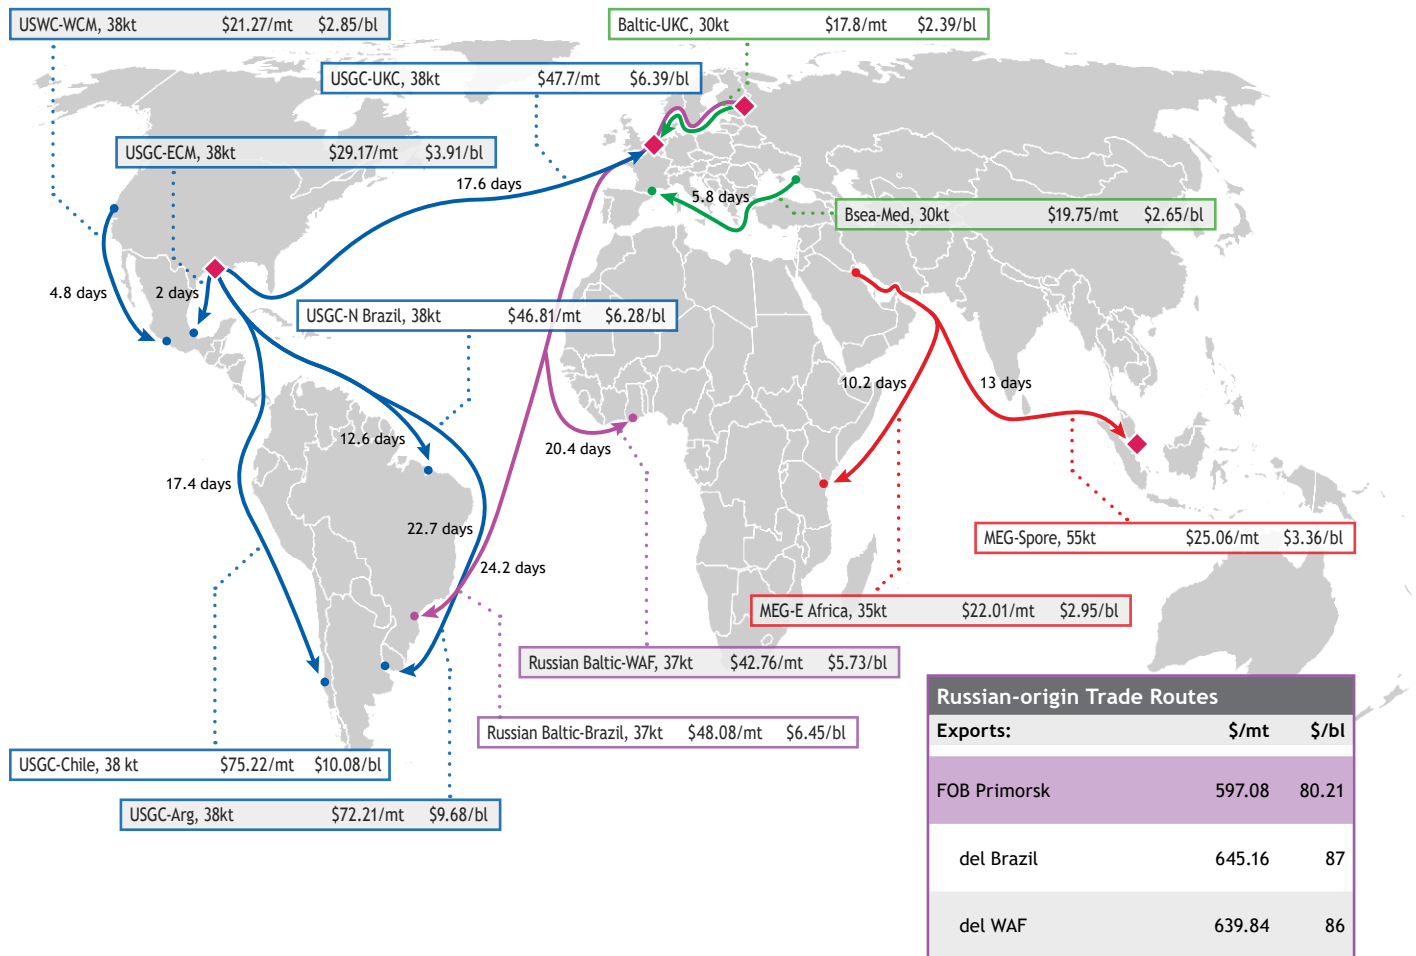 USWC-WCM, 38kt $21.27/mt $2.85/bl
Baltic-UKC, 30kt $17.8/mt $2.39/bl
USGC-UKC, 38kt $47.7/mt $6.39/bl
USGC-ECM, 38kt $29.17/mt $3.91/bl
17.6 days
5.8 days
Bsea-Med, 30kt $19.75/mt $2.65/bl
4.8 days
2 days
USGC-N Brazil, 38kt $46.81/mt $6.28/bl
10.2 days
13 days
12.6 days
20.4 days
17.4 days
22.7 days
24.2 days
MEG-Spore, 55kt $25.06/mt $3.36/bl
MEG-E Africa, 35kt $22.01/mt $2.95/bl
Russian Baltic-WAF, 37kt $42.76/mt $5.73/bl
Russian Baltic-Brazil, 37kt $48.08/mt $6.45/bl
USGC-Chile, 38 kt $75.22/mt $10.08/bl
USGC-Arg, 38kt $72.21/mt $9.68/bl
Russian-origin Trade Routes
Exports: $/mt $/bl
FOB Primorsk 597.08 80.21
del Brazil 645.16 87
del WAF 639.84 86